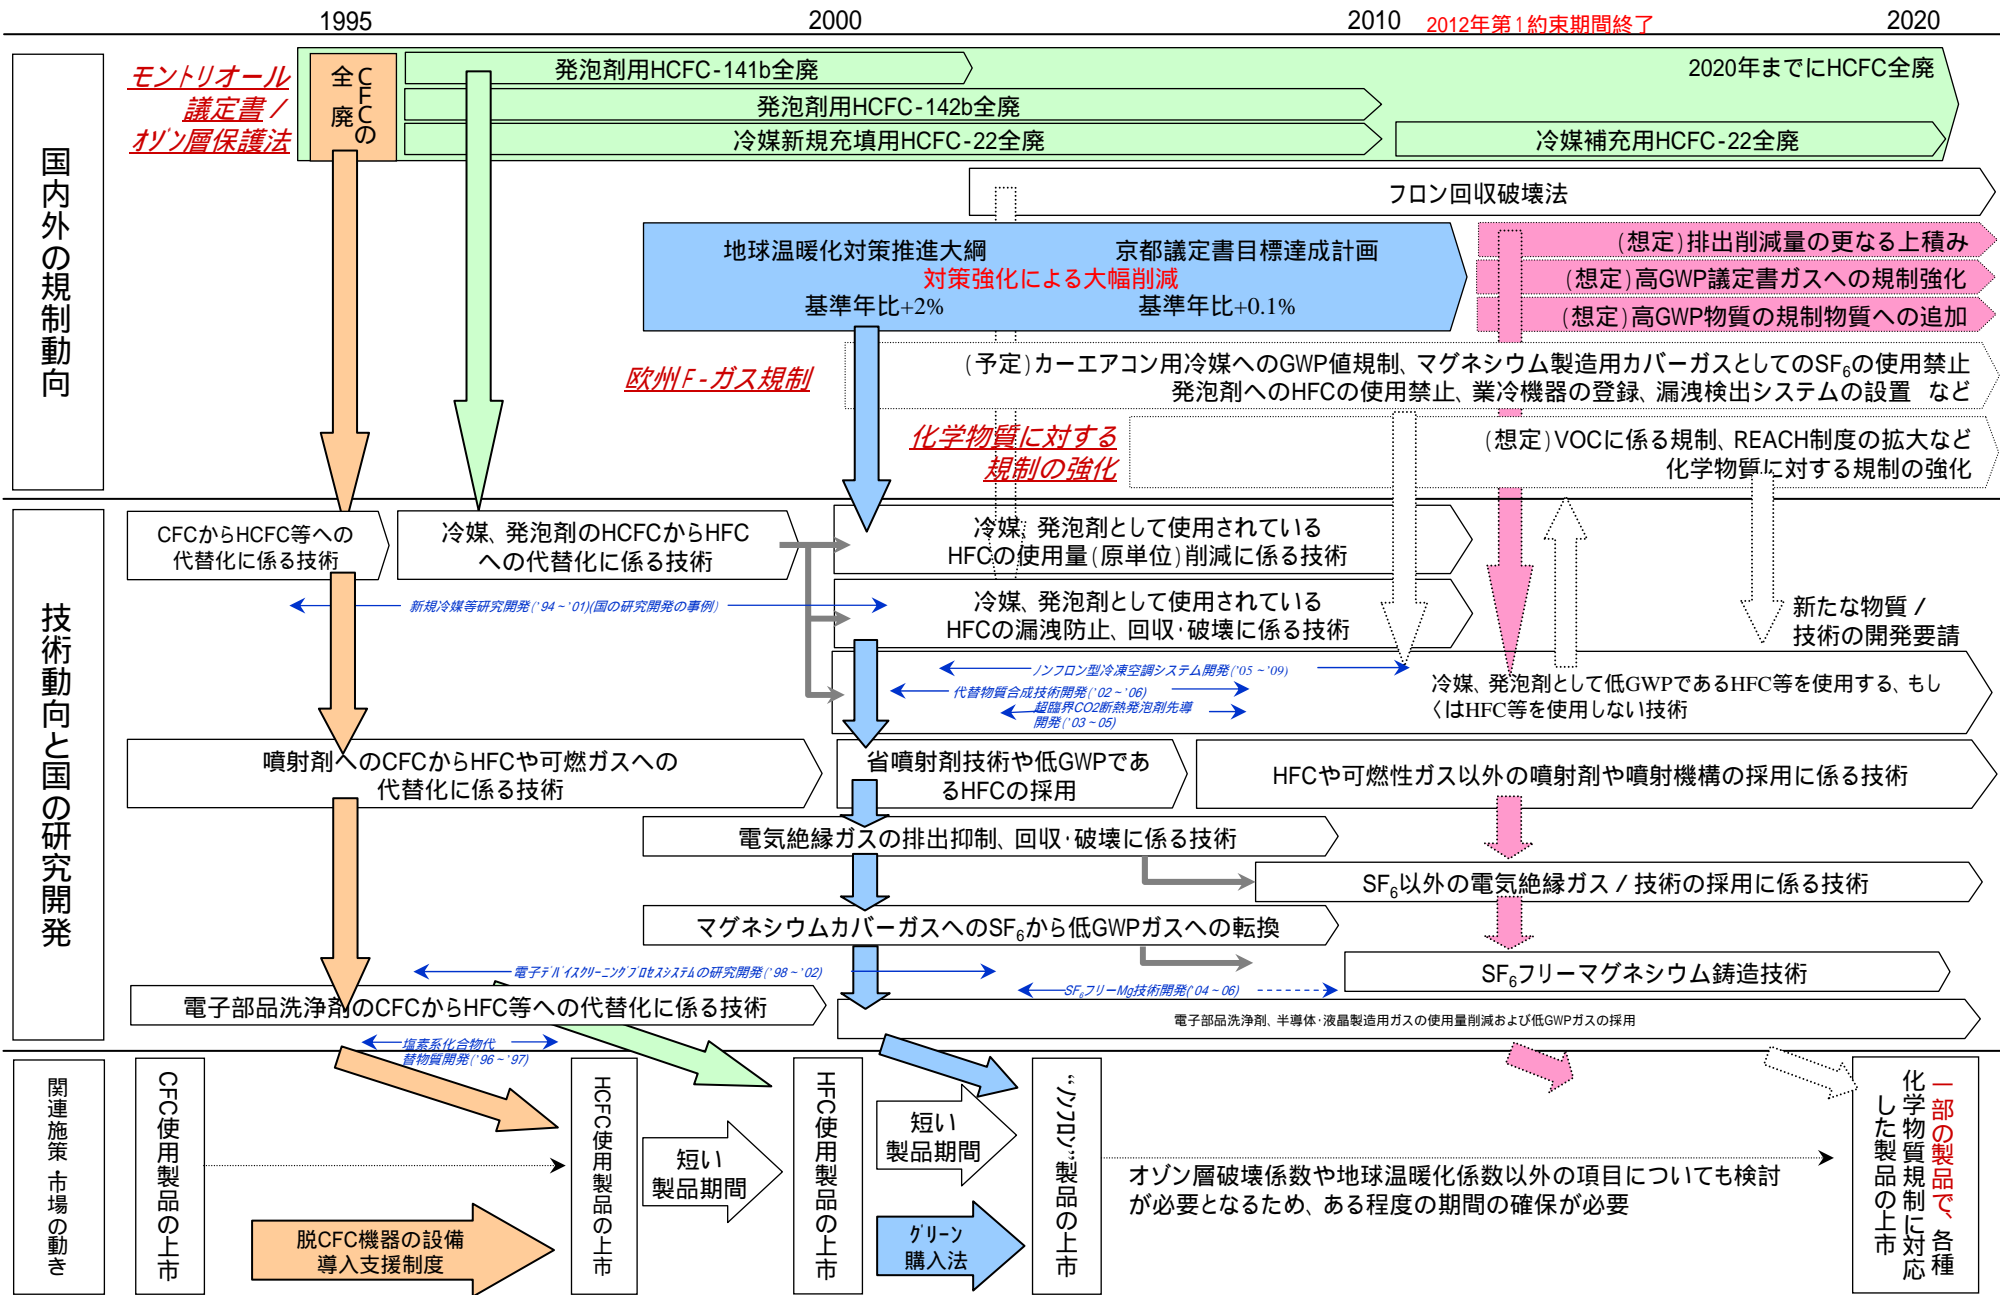 1995
2000
2010
2012年第1約束期間終了
2020
国内外の規制動向
モントリオール
議定書／
オゾン層保護法
CFCの
全廃
発泡剤用HCFC-141b全廃
2020年までにHCFC全廃
発泡剤用HCFC-142b全廃
冷媒新規充填用HCFC-22全廃
冷媒補充用HCFC-22全廃
フロン回収破壊法
地球温暖化対策推進大綱
京都議定書目標達成計画
対策強化による大幅削減
基準年比+2%
基準年比+0.1%
(想定)排出削減量の更なる上積み
(想定)高GWP議定書ガスへの規制強化
(想定)高GWP物質の規制物質への追加
欧州F-ガス規制
(予定)カーエアコン用冷媒へのGWP値規制、マグネシウム製造用カバーガスとしてのSF6の使用禁止
発泡剤へのHFCの使用禁止、業冷機器の登録、漏洩検出システムの設置 など
化学物質に対する
規制の強化
(想定)VOCに係る規制、REACH制度の拡大など
化学物質に対する規制の強化
技術動向と国の研究開発
CFCからHCFC等への
代替化に係る技術
冷媒、発泡剤のHCFCからHFC
への代替化に係る技術
冷媒、発泡剤として使用されている
HFCの使用量(原単位)削減に係る技術
新規冷媒等研究開発('94～'01)(国の研究開発の事例)
冷媒、発泡剤として使用されている
HFCの漏洩防止、回収・破壊に係る技術
新たな物質／
技術の開発要請
ノンフロン型冷凍空調システム開発('05～'09)
代替物質合成技術開発('02～'06)
超臨界CO2断熱発泡剤先導
開発('03～05)
冷媒、発泡剤として低GWPであるHFC等を使用する、もし
くはHFC等を使用しない技術
噴射剤へのCFCからHFCや可燃ガスへの
代替化に係る技術
省噴射剤技術や低GWPであ
るHFCの採用
HFCや可燃性ガス以外の噴射剤や噴射機構の採用に係る技術
電気絶縁ガスの排出抑制、回収・破壊に係る技術
SF6以外の電気絶縁ガス／技術の採用に係る技術
マグネシウムカバーガスへのSF6から低GWPガスへの転換
電子デバイスクリーニングプロセスシステムの研究開発('98～'02)
SF6フリーマグネシウム鋳造技術
SF6フリーMg技術開発('04～06)
電子部品洗浄剤のCFCからHFC等への代替化に係る技術
電子部品洗浄剤、半導体・液晶製造用ガスの使用量削減および低GWPガスの採用
塩素系化合物代
替物質開発('96～'97)
関連施策・市場の動き
CFC使用製品の上市
脱CFC機器の設備
導入支援制度
HCFC使用製品の上市
短い
製品期間
HFC使用製品の上市
短い
製品期間
グリーン
購入法
“ノンフロン”製品の上市
オゾン層破壊係数や地球温暖化係数以外の項目についても検討
が必要となるため、ある程度の期間の確保が必要
一部の製品で、各種
化学物質規制に対応
した製品の上市